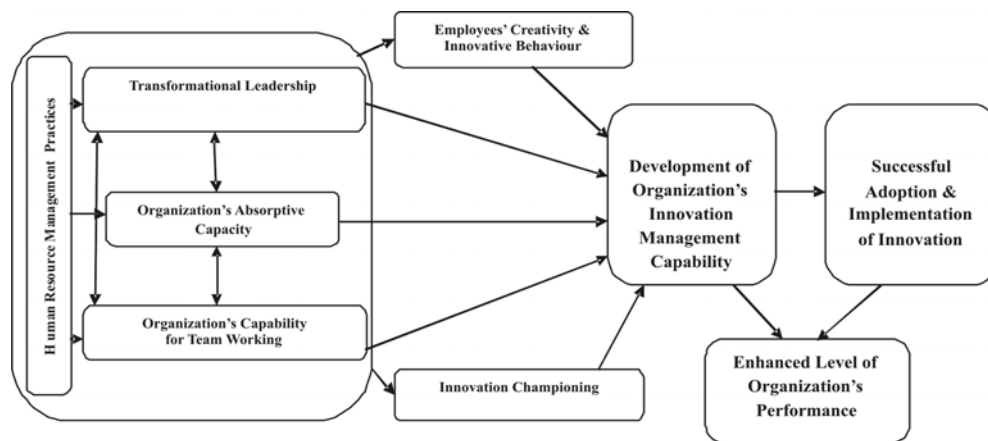 Human Resource Management Practices
Transformational Leadership
Organization's Absorptive
Capacity
Organization's Capability
for Team Working
Employees' Creativity &
Innovative Behaviour
Innovation Championing
Development of
Organization's
Innovation
Management
Capability
Successful
Adoption &
Implementation
of Innovation
Enhanced Level of
Organization's
Performance